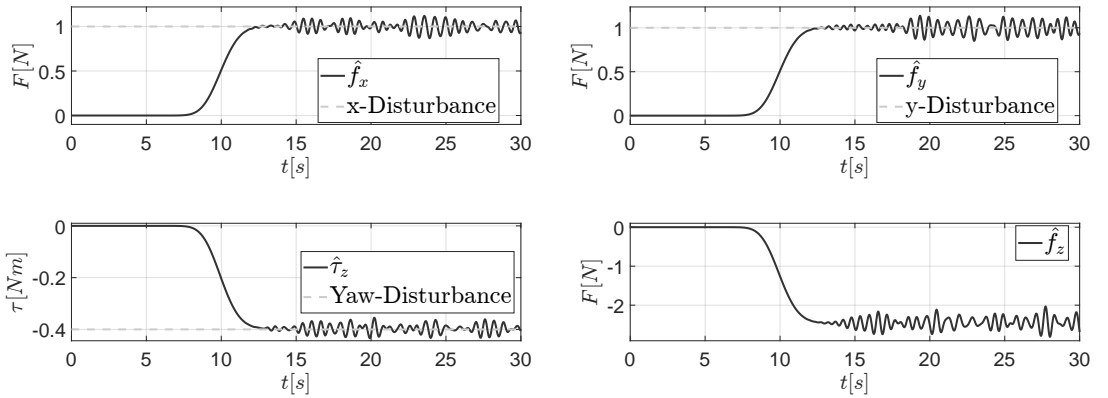 1
0.5
0
F[N]
f̂x
x-Disturbance
0 5 10 15 20 25 30
t[s]
1
0.5
0
F[N]
f̂y
y-Disturbance
0 5 10 15 20 25 30
t[s]
0
-0.2
-0.4
τ[Nm]
τ̂z
Yaw-Disturbance
0 5 10 15 20 25 30
t[s]
0
-1
-2
F[N]
f̂z
0 5 10 15 20 25 30
t[s]